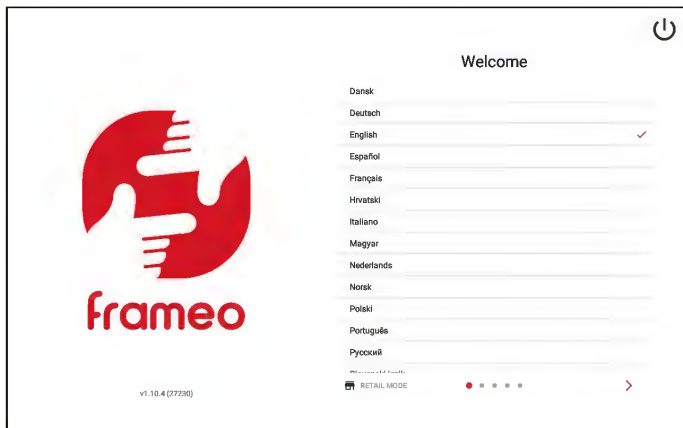 Welcome
Dansk
Deutsch
English
Español
Français
Hrvatski
Italiano
Magyar
Nederlands
Norsk
Polski
Português
Русский
frameo
v1.10.4 (27230)
RETAIL MODE